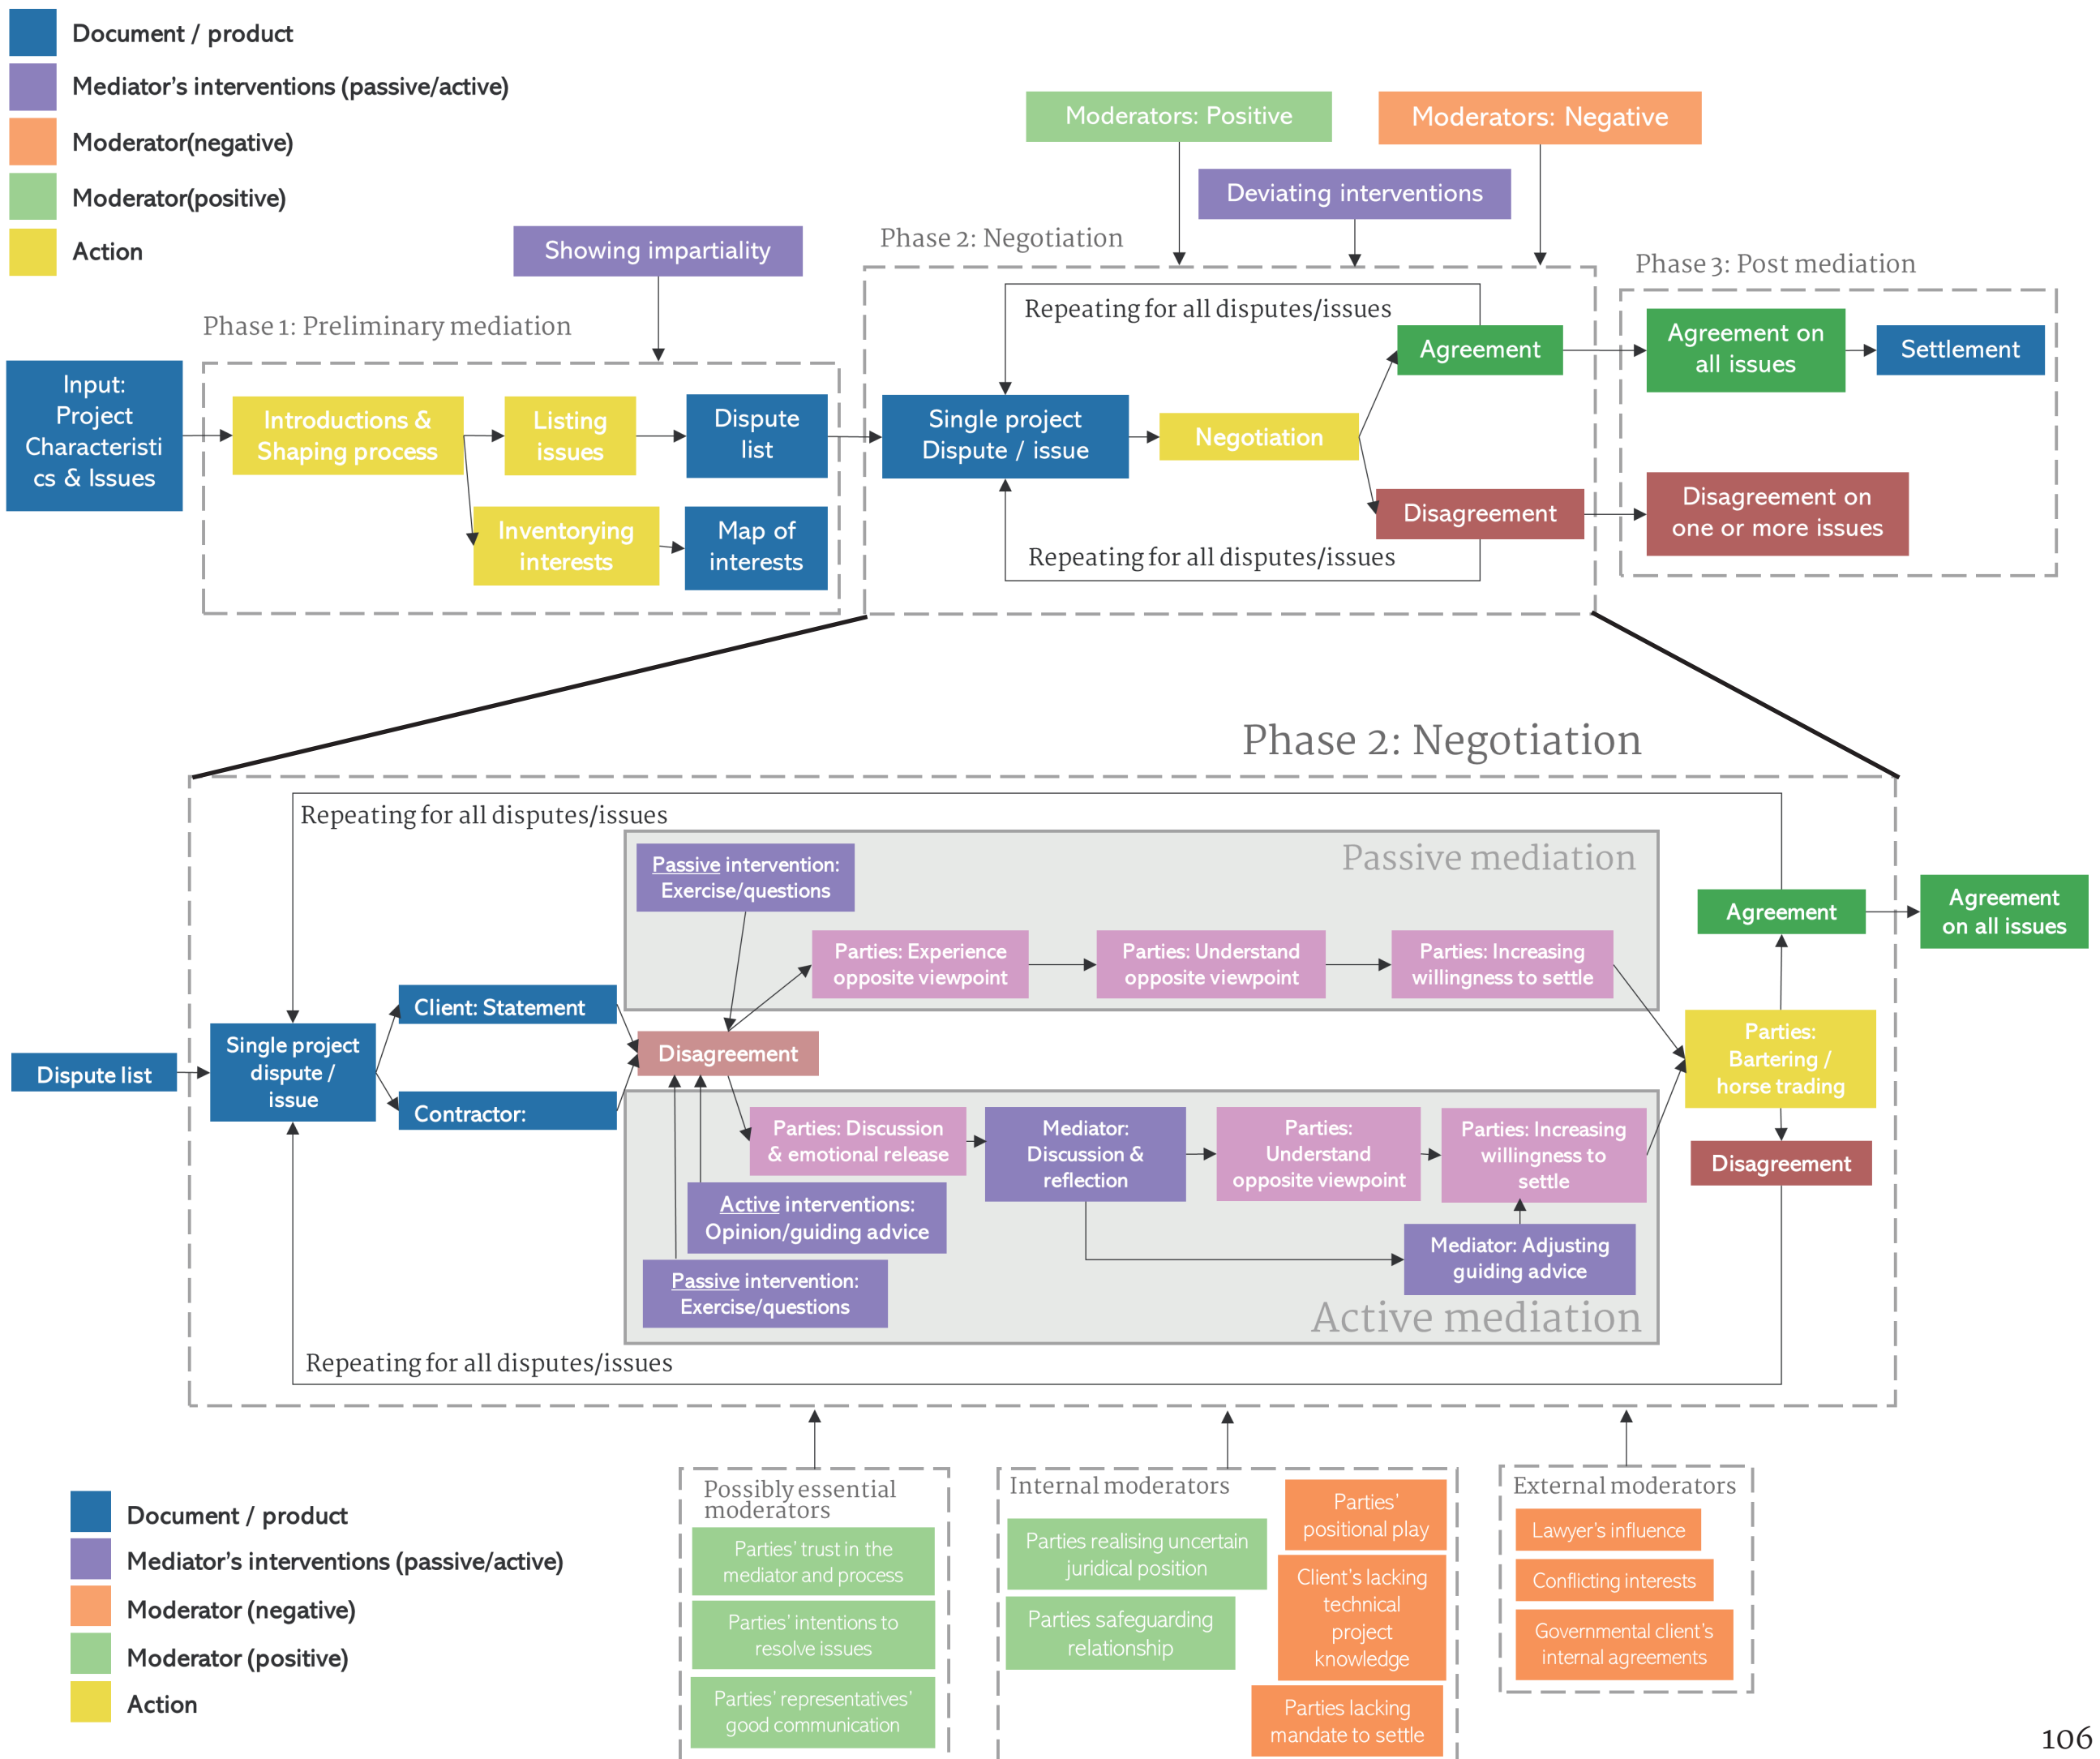 Document / product
Mediator's interventions (passive/active)
Moderator(negative)
Moderator(positive)
Action
Moderators: Positive
Moderators: Negative
Deviating interventions
Showing impartiality
Phase 1: Preliminary mediation
Phase 2: Negotiation
Phase 3: Post mediation
Input:
Project
Characteristi
cs & Issues
Introductions &
Shaping process
Listing
issues
Dispute
list
Inventorying
interests
Map of
interests
Repeating for all disputes/issues
Single project
Dispute / issue
Negotiation
Agreement
Disagreement
Repeating for all disputes/issues
Agreement on
all issues
Settlement
Disagreement on
one or more issues
Phase 2: Negotiation
Repeating for all disputes/issues
Passive mediation
Passive intervention:
Exercise/questions
Parties: Experience
opposite viewpoint
Parties: Understand
opposite viewpoint
Parties: Increasing
willingness to settle
Agreement
Agreement
on all issues
Dispute list
Single project
dispute /
issue
Client: Statement
Contractor:
Disagreement
Parties:
Bartering /
horse trading
Disagreement
Parties: Discussion
& emotional release
Mediator:
Discussion &
reflection
Parties:
Understand
opposite viewpoint
Parties: Increasing
willingness to
settle
Active interventions:
Opinion/guiding advice
Passive intervention:
Exercise/questions
Mediator: Adjusting
guiding advice
Active mediation
Repeating for all disputes/issues
Document / product
Mediator's interventions (passive/active)
Moderator (negative)
Moderator (positive)
Action
Possibly essential
moderators
Parties' trust in the
mediator and process
Parties' intentions to
resolve issues
Parties' representatives'
good communication
Internal moderators
Parties realising uncertain
juridical position
Parties safeguarding
relationship
Parties'
positional play
Client's lacking
technical
project
knowledge
Parties lacking
mandate to settle
External moderators
Lawyer's influence
Conflicting interests
Governmental client's
internal agreements
106